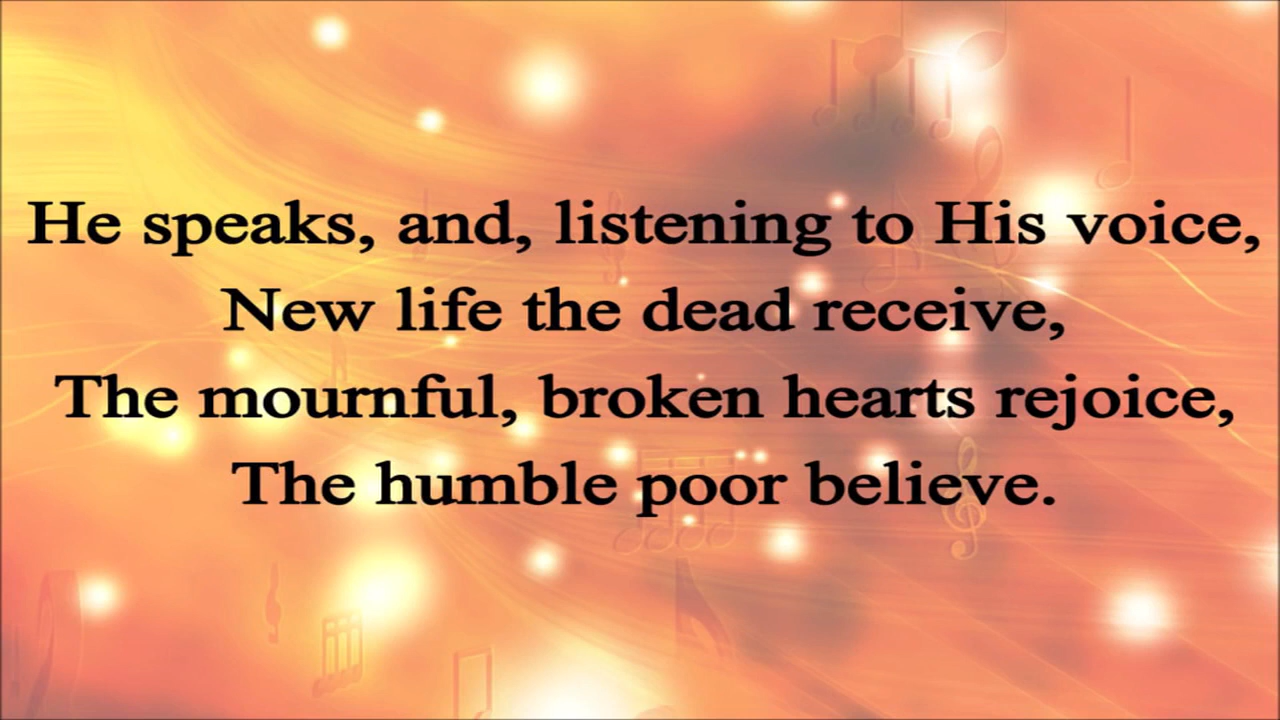 He speaks, and, listening to His voice,
New life the dead receive,
The mournful, broken hearts rejoice,
The humble poor believe.